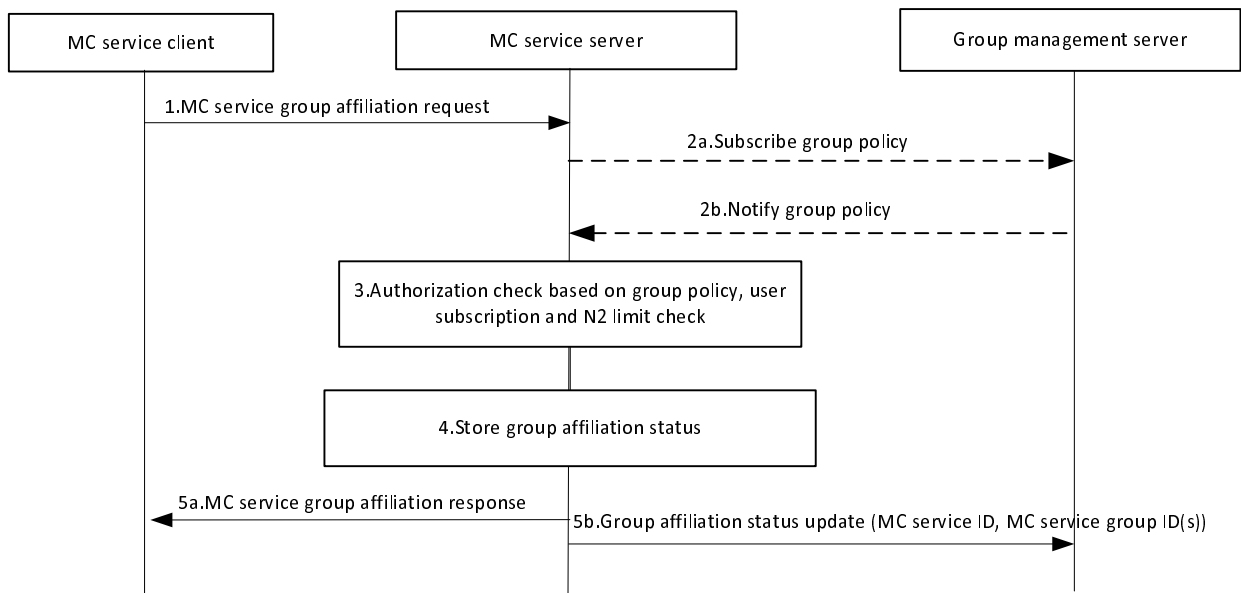 MC service client
MC service server
Group management server
1.MC service group affiliation request
2a.Subscribe group policy
2b.Notify group policy
3.Authorization check based on group policy, user
subscription and N2 limit check
4.Store group affiliation status
5a.MC service group affiliation response
5b.Group affiliation status update (MC service ID, MC service group ID(s))